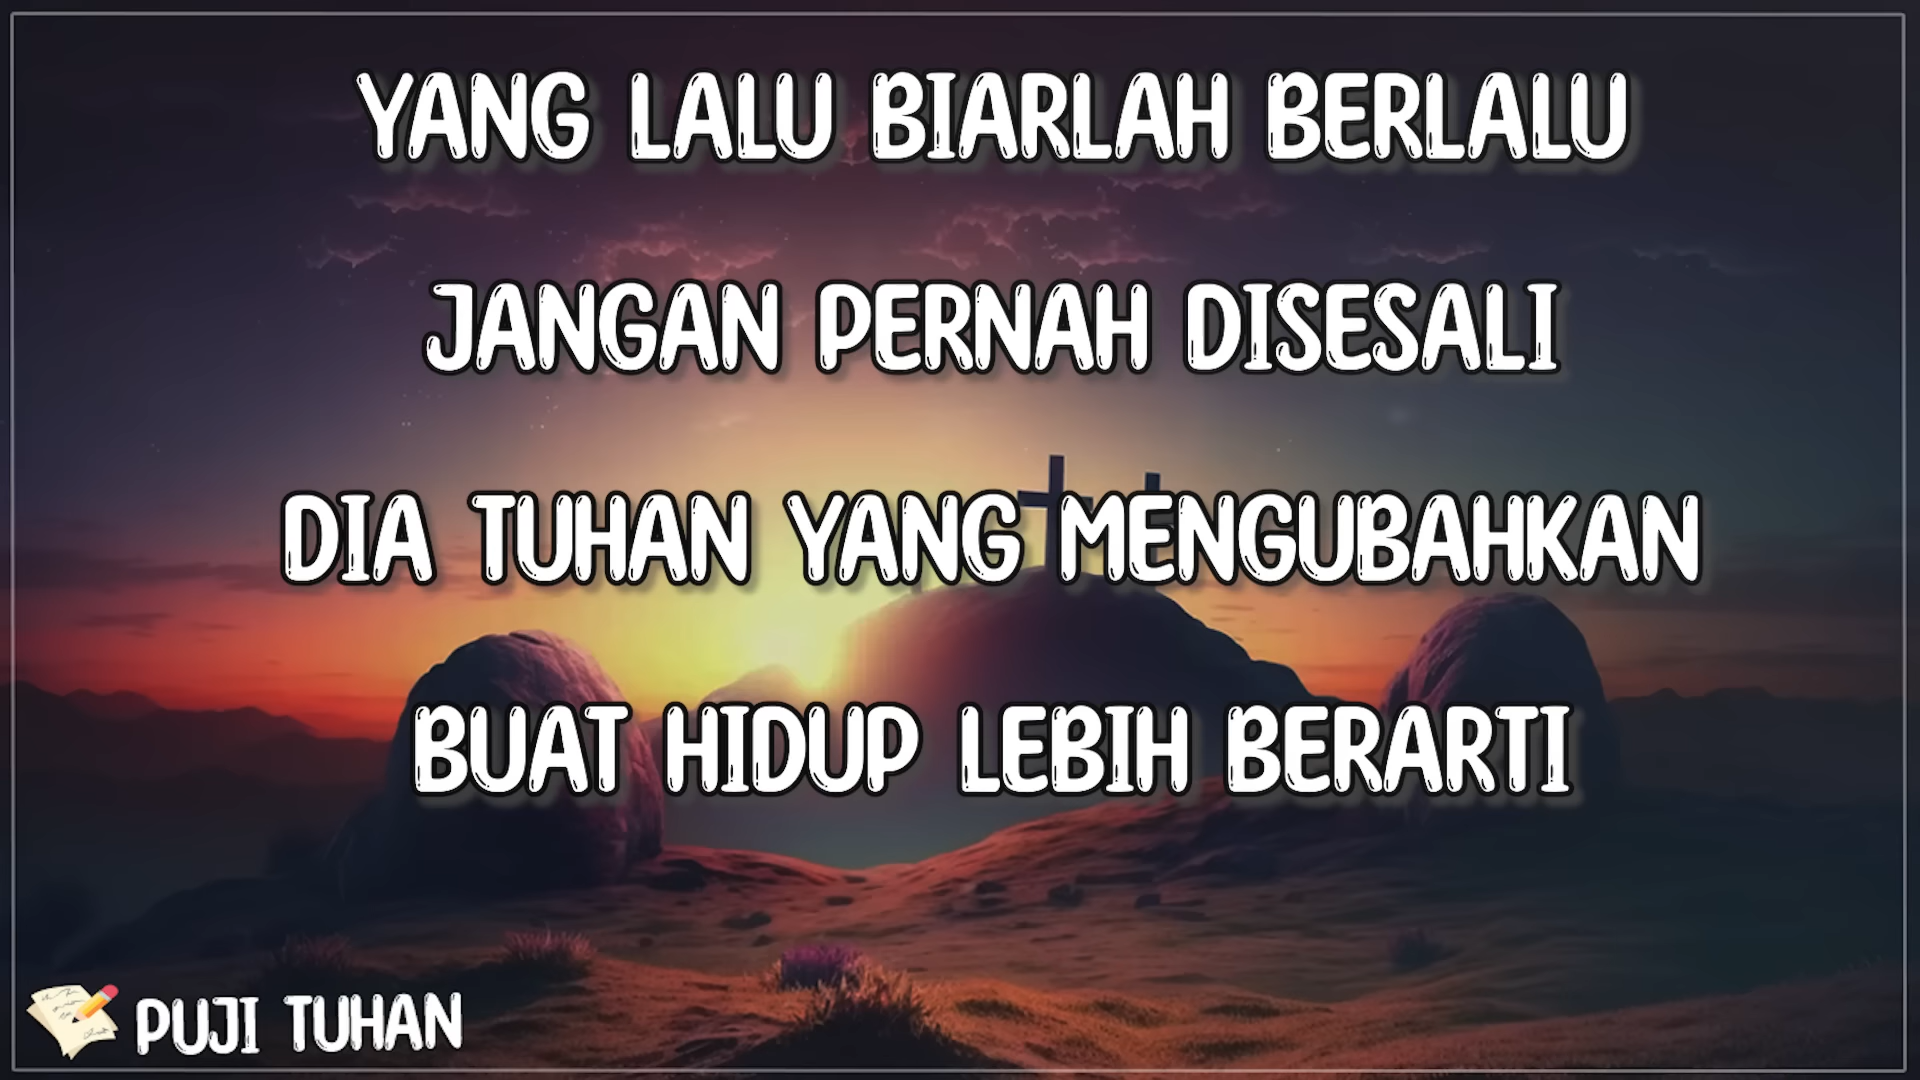 YANG LALU BIARLAH BERLALU
JANGAN PERNAH DISESALI
DIA TUHAN YANG MENGUBAHKAN
BUAT HIDUP LEBIH BERARTI
PUJI TUHAN